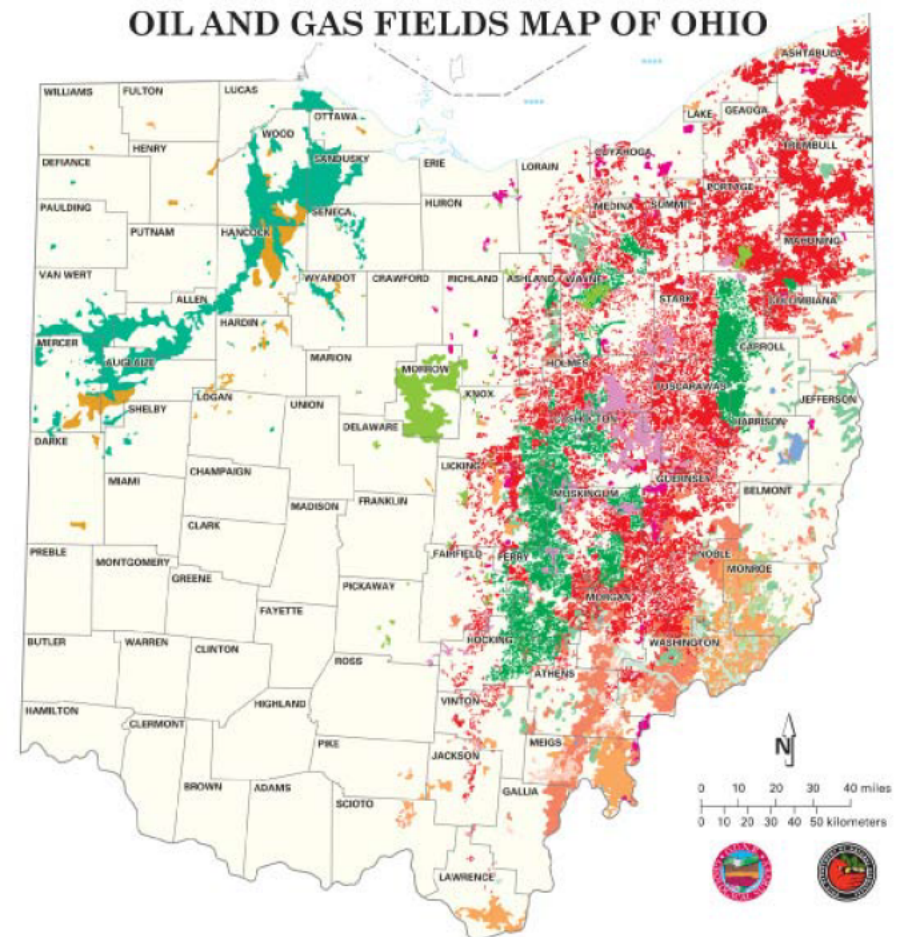 OIL AND GAS FIELDS MAP OF OHIO
ASHTABULA
WILLIAMS
FULTON
LUCAS
LAKE
GEAUGA
OTTAWA
WOOD
HENRY
DEFIANCE
SANDUSKY
ERIE
LORAIN
CUYAHOGA
TRUMBULL
PORTAGE
PAULDING
PUTNAM
HANCOCK
SENECA
HURON
MEDINA
SUMMIT
MAHONING
VAN WERT
ALLEN
WYANDOT
CRAWFORD
RICHLAND
ASHLAND
WAYNE
STARK
COLUMBIANA
HARDIN
MERCER
AUGLAIZE
MARION
MORROW
HOLMES
CARROLL
TUSCARAWAS
JEFFERSON
LOGAN
SHELBY
UNION
KNOX
DELAWARE
COSHOCTON
HARRISON
DARKE
LICKING
CHAMPAIGN
MIAMI
MADISON
FRANKLIN
MUSKINGUM
GUERNSEY
BELMONT
CLARK
PREBLE
MONTGOMERY
GREENE
FAIRFIELD
PERRY
NOBLE
MONROE
PICKAWAY
FAYETTE
MORGAN
BUTLER
WARREN
CLINTON
HOCKING
WASHINGTON
ROSS
ATHENS
HAMILTON
CLERMONT
HIGHLAND
VINTON
PIKE
JACKSON
MEIGS
N
BROWN
ADAMS
SCIOTO
GALLIA
0 10 20 30 40 miles
0 10 20 30 40 50 kilometers
LAWRENCE